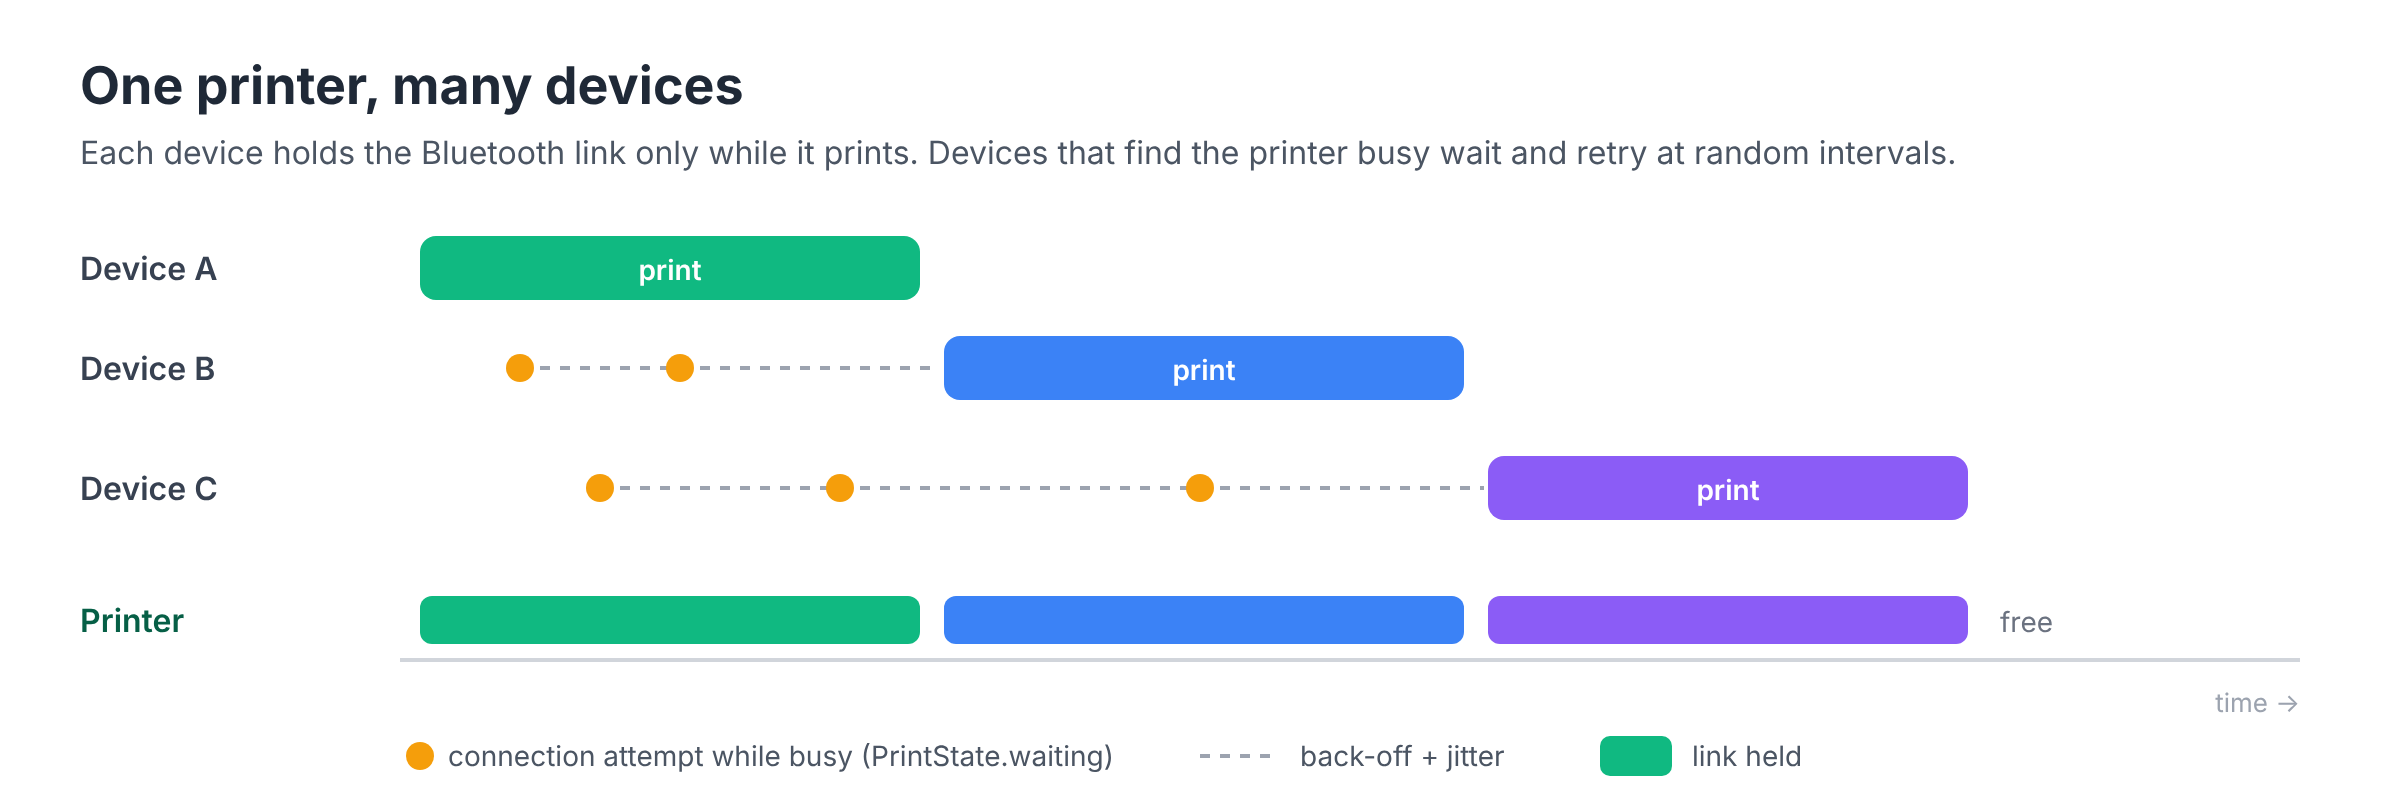 One printer, many devices
Each device holds the Bluetooth link only while it prints. Devices that find the printer busy wait and retry at random intervals.
Device A
print
Device B
print
Device C
print
Printer
free
time →
connection attempt while busy (PrintState.waiting)
back-off + jitter
link held